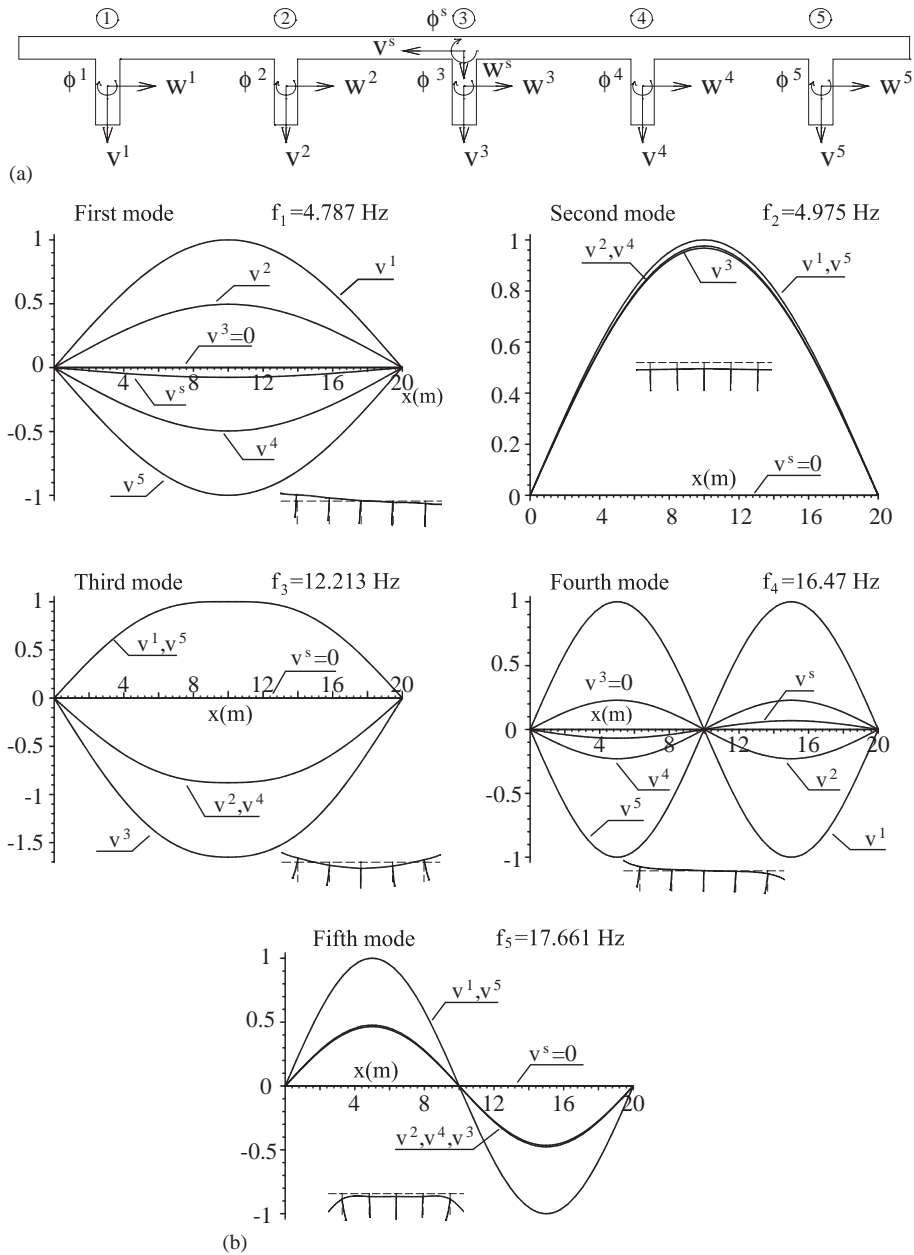 ① ② ϕˢ ③ ④ ⑤
vˢ
wˢ
ϕ¹ w¹ ϕ² w² ϕ³ w³ ϕ⁴ w⁴ ϕ⁵ w⁵
v¹ v² v³ v⁴ v⁵
(a)
First mode f₁=4.787 Hz
1
0.5
0
-0.5
-1
v¹
v²
v³=0
4 8 12 16 20
x(m)
vˢ
v⁴
v⁵
Second mode f₂=4.975 Hz
1
0.8
0.6
0.4
0.2
0
v²,v⁴
v³
v¹,v⁵
vˢ=0
x(m)
0 4 8 12 16 20
Third mode f₃=12.213 Hz
1
0.5
0
-0.5
-1
-1.5
v¹,v⁵
vˢ=0
4 8 12 16 20
x(m)
v²,v⁴
v³
Fourth mode f₄=16.47 Hz
1
0.5
0
-0.5
-1
v³=0
vˢ
x(m)
4 8 12 16 20
v⁴
v²
v⁵
v¹
Fifth mode f₅=17.661 Hz
1
0.5
0
-0.5
-1
v¹,v⁵
vˢ=0
x(m)
4 8 12 16 20
v²,v⁴,v³
(b)